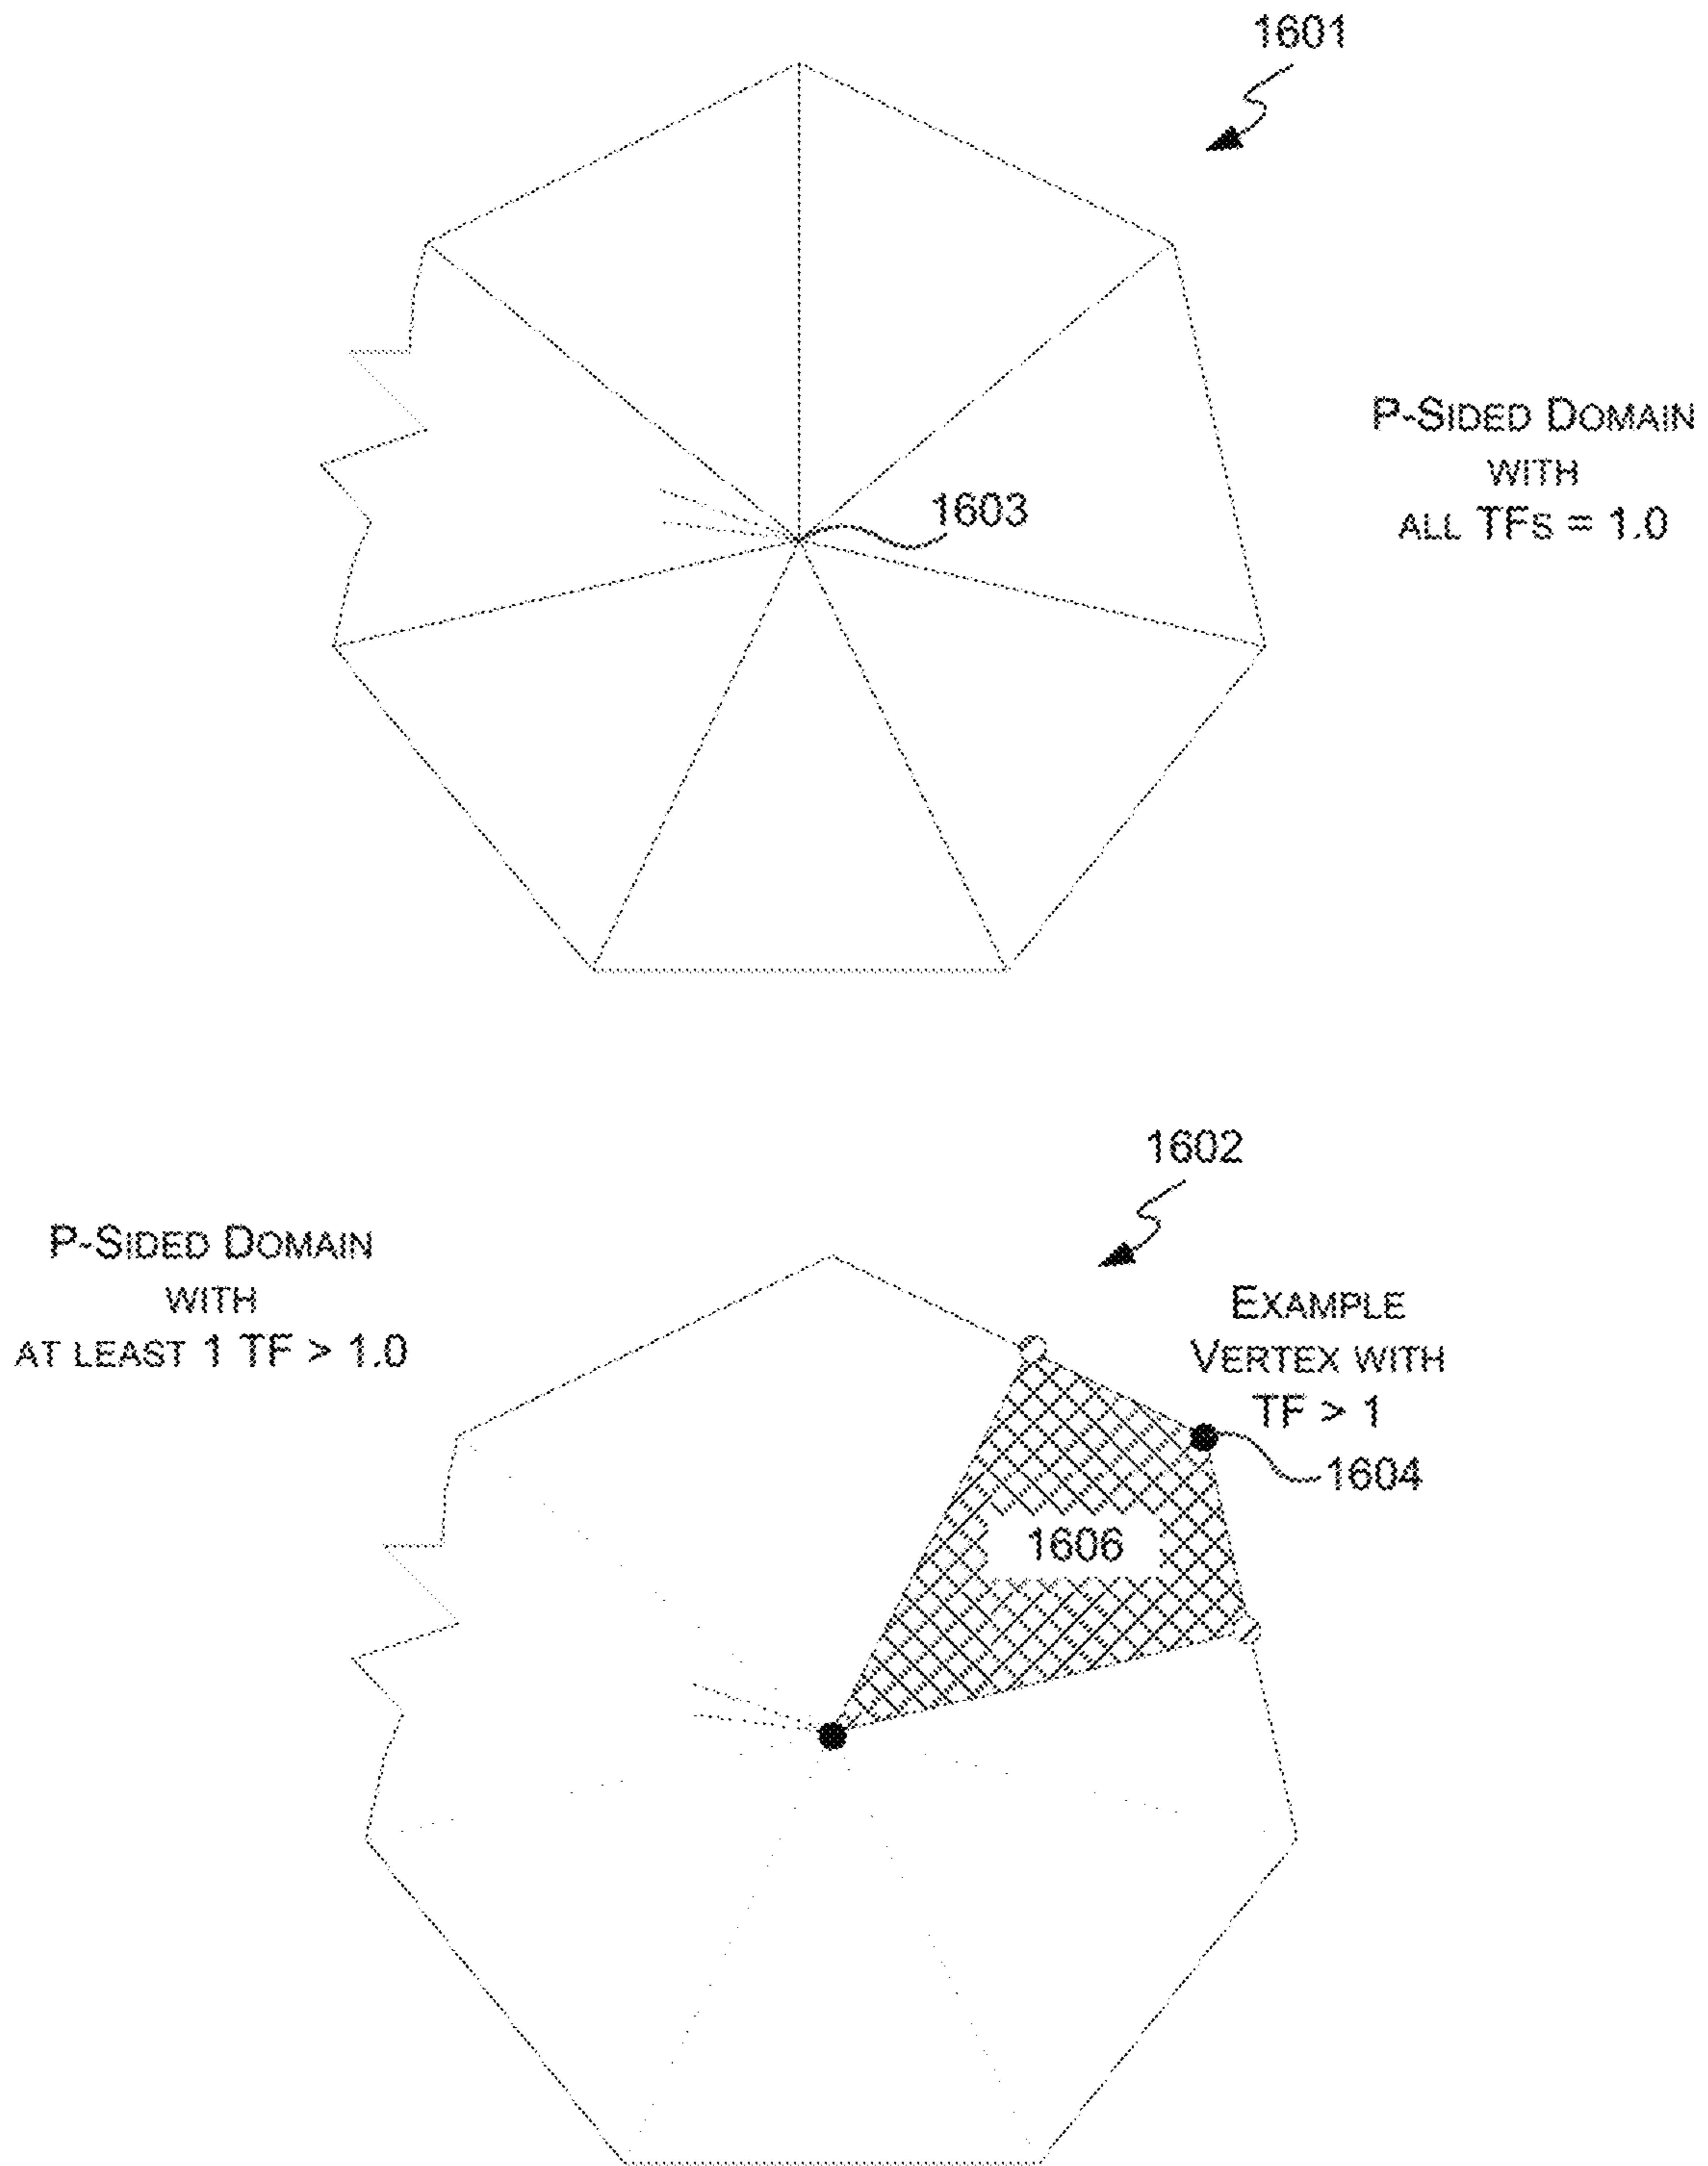 1601
P-SIDED DOMAIN
WITH
ALL TFS = 1.0
1603
1602
P-SIDED DOMAIN
WITH
AT LEAST 1 TF > 1.0
EXAMPLE
VERTEX WITH
TF > 1
1604
1606